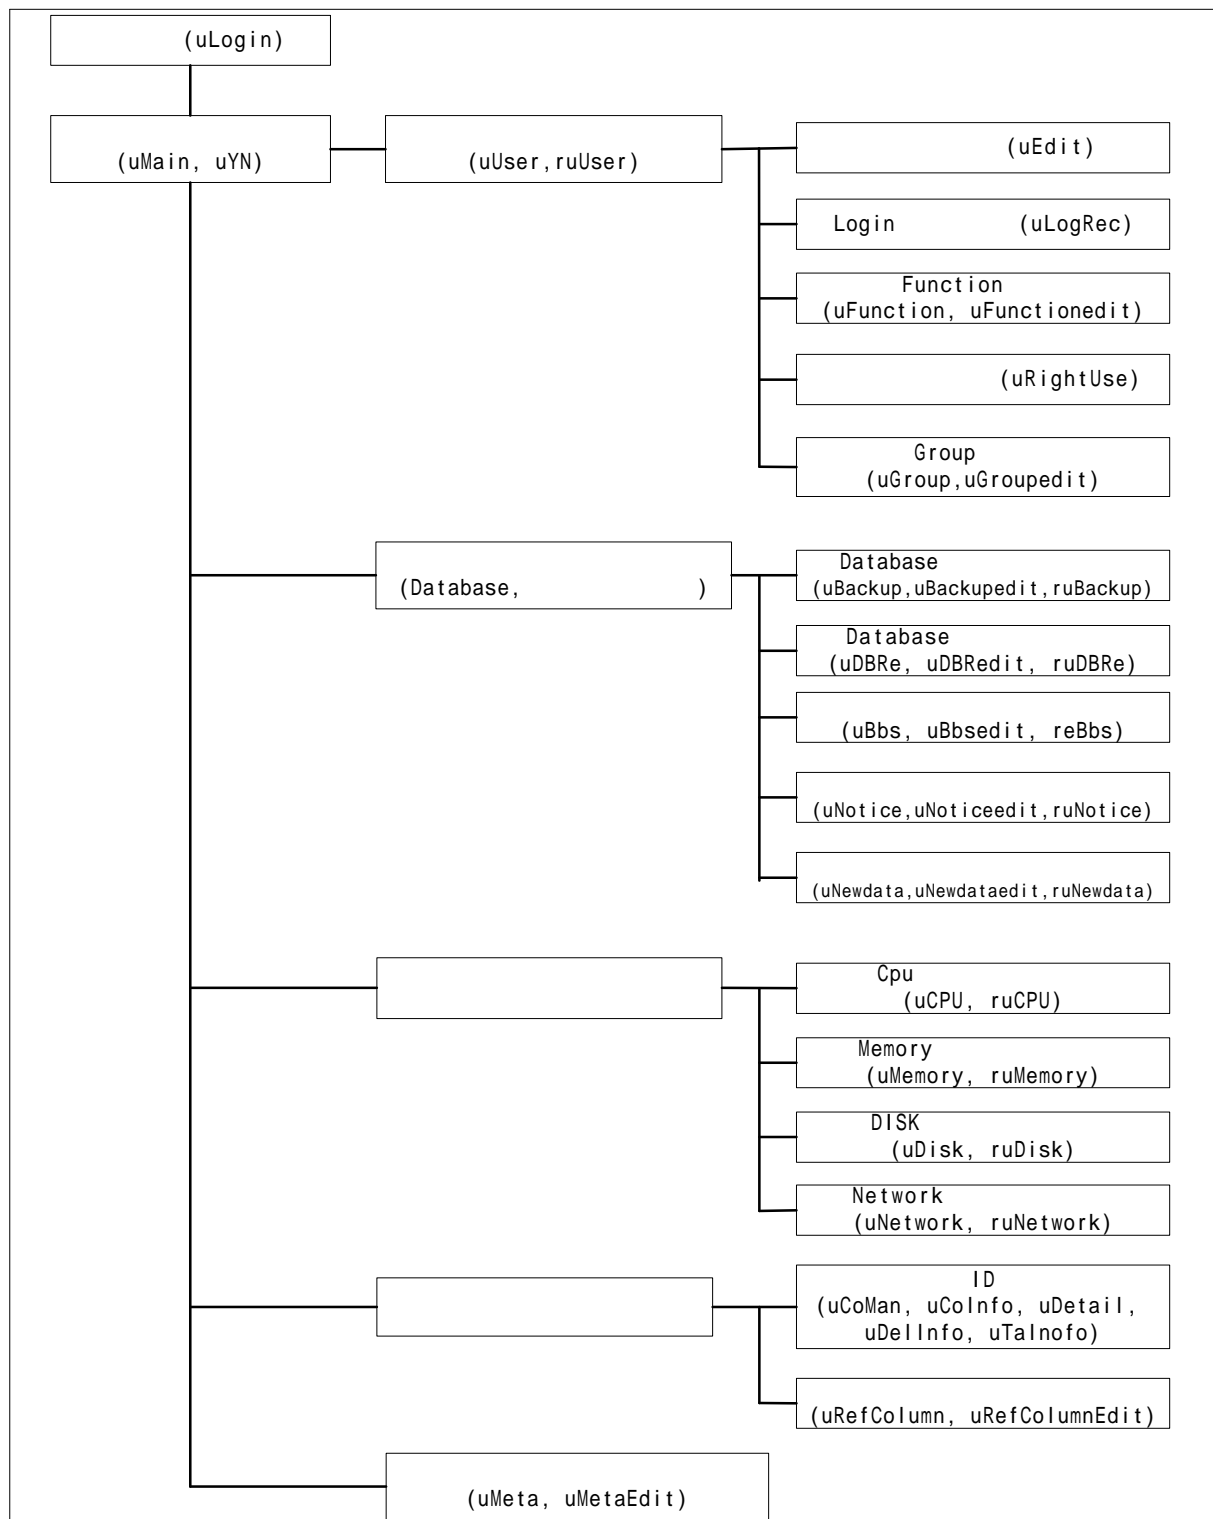 (uLogin)
(uMain, uYN)
(uUser,ruUser)
(uEdit)
Login (uLogRec)
Function
(uFunction, uFunctionedit)
(uRightUse)
Group
(uGroup,uGroupedit)
(Database, )
Database
(uBackup,uBackupedit,ruBackup)
Database
(uDBRe, uDBRedit, ruDBRe)
(uBbs, uBbsedit, reBbs)
(uNotice,uNoticeedit,ruNotice)
(uNewdata,uNewdataedit,ruNewdata)
Cpu
(uCPU, ruCPU)
Memory
(uMemory, ruMemory)
DISK
(uDisk, ruDisk)
Network
(uNetwork, ruNetwork)
ID
(uCoMan, uCoInfo, uDetail,
uDelInfo, uTaInofo)
(uRefColumn, uRefColumnEdit)
(uMeta, uMetaEdit)